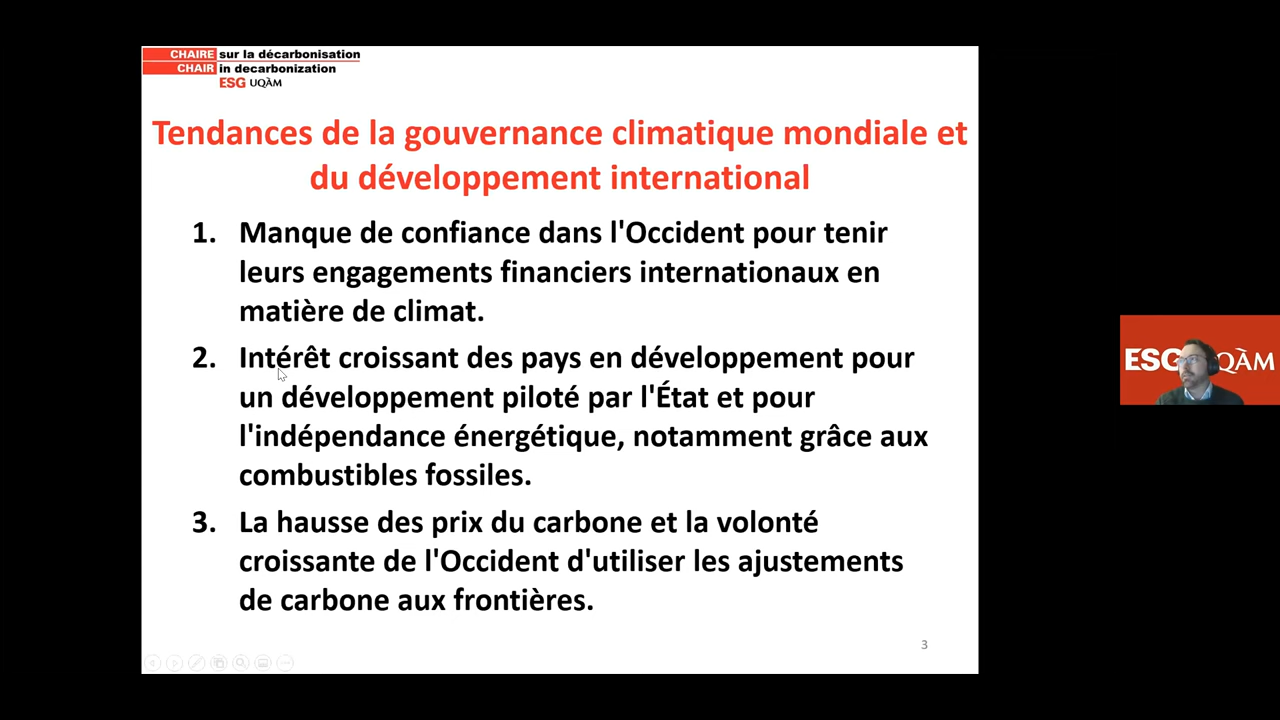 CHAIRE sur la décarbonisation
CHAIR in decarbonization
ESG UQÀM
Tendances de la gouvernance climatique mondiale et
du développement international
1. Manque de confiance dans l'Occident pour tenir
leurs engagements financiers internationaux en
matière de climat.
2. Intérêt croissant des pays en développement pour
un développement piloté par l'État et pour
l'indépendance énergétique, notamment grâce aux
combustibles fossiles.
3. La hausse des prix du carbone et la volonté
croissante de l'Occident d'utiliser les ajustements
de carbone aux frontières.
3
ESG QÀM